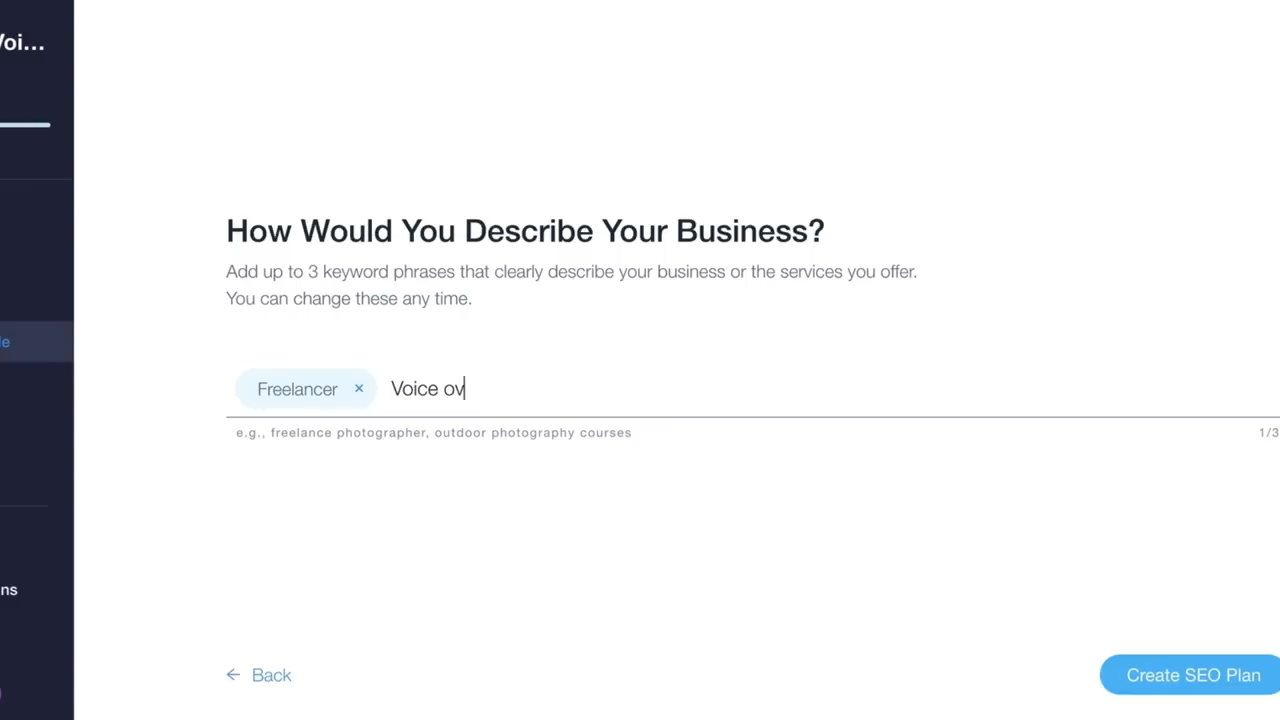 Voi...
How Would You Describe Your Business?
Add up to 3 keyword phrases that clearly describe your business or the services you offer.
You can change these any time.
Freelancer × Voice ov
e.g., freelance photographer, outdoor photography courses 1/3
← Back
Create SEO Plan
le
ns